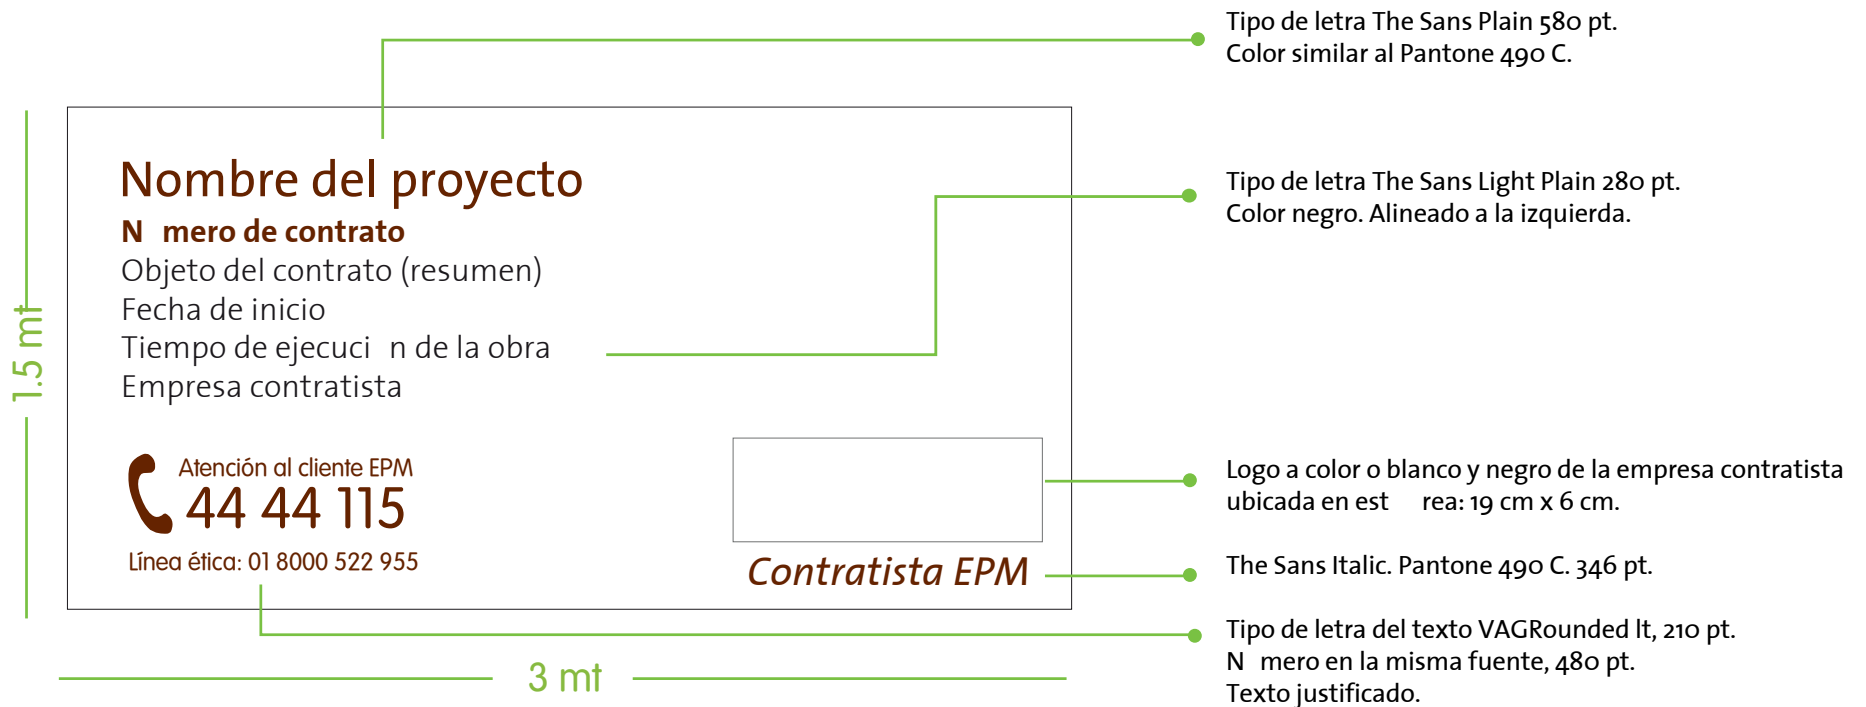 Tipo de letra The Sans Plain 580 pt.
Color similar al Pantone 490 C.
Nombre del proyecto
N mero de contrato
Objeto del contrato (resumen)
Fecha de inicio
Tiempo de ejecuci n de la obra
Empresa contratista
Tipo de letra The Sans Light Plain 280 pt.
Color negro. Alineado a la izquierda.
1.5 mt
Atención al cliente EPM
44 44 115
Línea ética: 01 8000 522 955
Contratista EPM
Logo a color o blanco y negro de la empresa contratista
ubicada en est rea: 19 cm x 6 cm.
The Sans Italic. Pantone 490 C. 346 pt.
Tipo de letra del texto VAGRounded lt, 210 pt.
N mero en la misma fuente, 480 pt.
Texto justificado.
3 mt